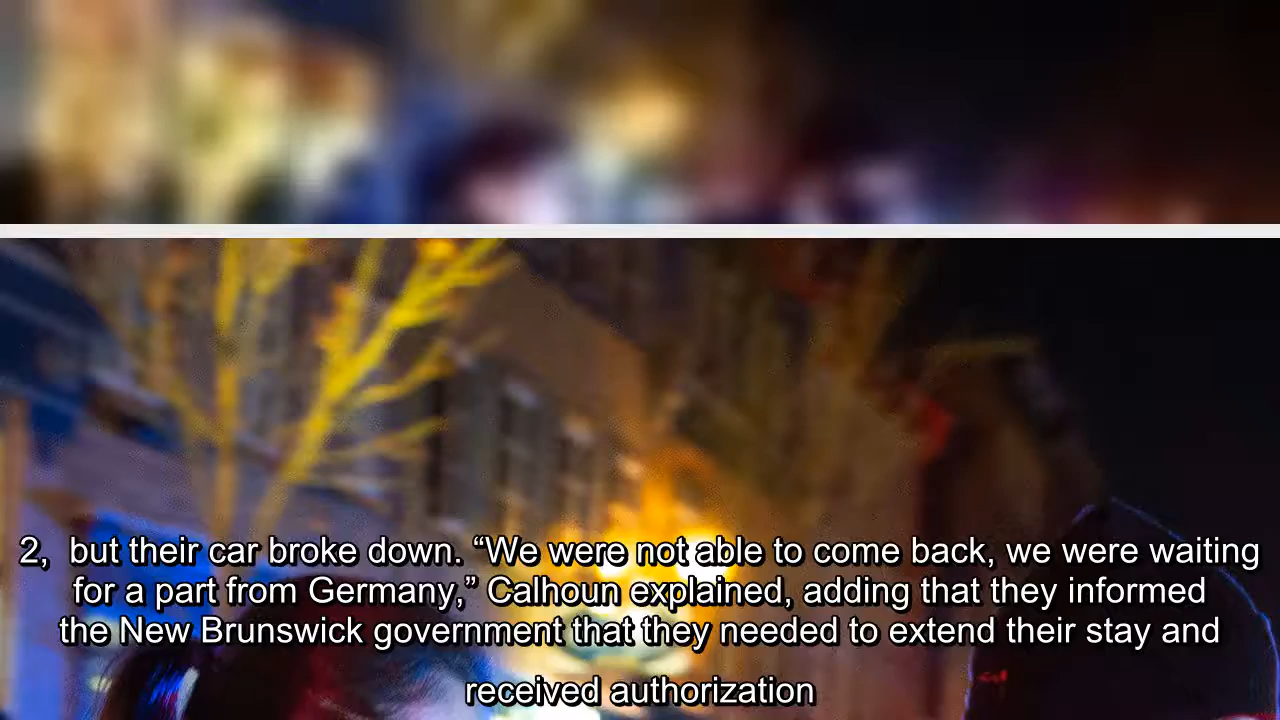 2, but their car broke down. “We were not able to come back, we were waiting
for a part from Germany,” Calhoun explained, adding that they informed
the New Brunswick government that they needed to extend their stay and
received authorization